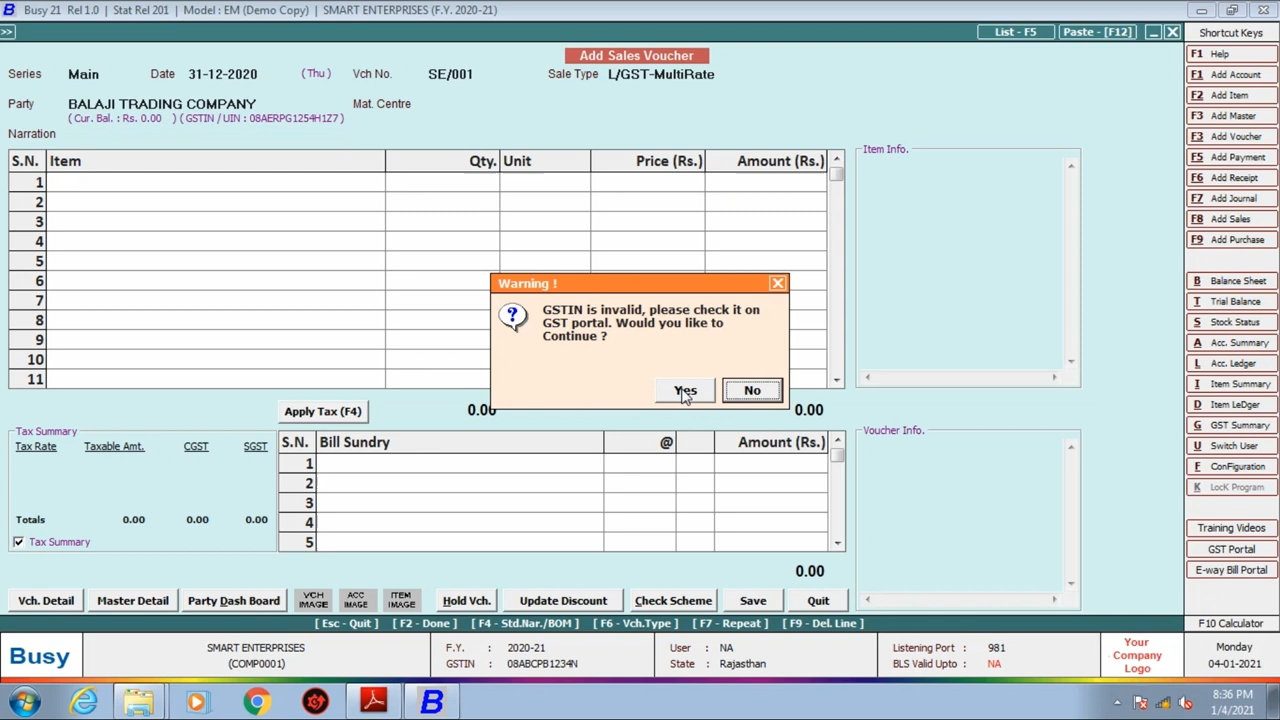 Busy 21 Rel 1.0 | Stat Rel 201 | Model : EM (Demo Copy) | SMART ENTERPRISES (F.Y. 2020-21)
>> List - F5 Paste - [F12] Shortcut Keys
Add Sales Voucher
Series Main Date 31-12-2020 (Thu) Vch No. SE/001 Sale Type L/GST-MultiRate
Party BALAJI TRADING COMPANY Mat. Centre
( Cur. Bal. : Rs. 0.00 ) ( GSTIN / UIN : 08AERPG1254H1Z7 )
Narration
S.N. Item Qty. Unit Price (Rs.) Amount (Rs.)
1
2
3
4
5
6
7
8
9
10
11
Item Info.
Warning !
GSTIN is invalid, please check it on
GST portal. Would you like to
Continue ?
Yes No
Apply Tax (F4) 0.00 0.00
Tax Summary
Tax Rate Taxable Amt. CGST SGST
Totals 0.00 0.00 0.00
Tax Summary
S.N. Bill Sundry @ Amount (Rs.)
1
2
3
4
5
0.00
Voucher Info.
Vch. Detail Master Detail Party Dash Board VCH IMAGE ACC IMAGE ITEM IMAGE Hold Vch. Update Discount Check Scheme Save Quit
[ Esc - Quit ] [ F2 - Done ] [ F4 - Std.Nar./BOM ] [ F6 - Vch.Type ] [ F7 - Repeat ] [ F9 - Del. Line ]
F1 Help
F1 Add Account
F2 Add Item
F3 Add Master
F3 Add Voucher
F5 Add Payment
F6 Add Receipt
F7 Add Journal
F8 Add Sales
F9 Add Purchase
B Balance Sheet
T Trial Balance
S Stock Status
A Acc. Summary
L Acc. Ledger
I Item Summary
D Item LeDger
G GST Summary
U Switch User
F ConFiguration
K LocK Program
Training Videos
GST Portal
E-way Bill Portal
F10 Calculator
Busy
SMART ENTERPRISES
(COMP0001)
F.Y. : 2020-21
GSTIN : 08ABCPB1234N
User : NA
State : Rajasthan
Listening Port : 981
BLS Valid Upto : NA
Your
Company
Logo
Monday
04-01-2021
B
8:36 PM
1/4/2021